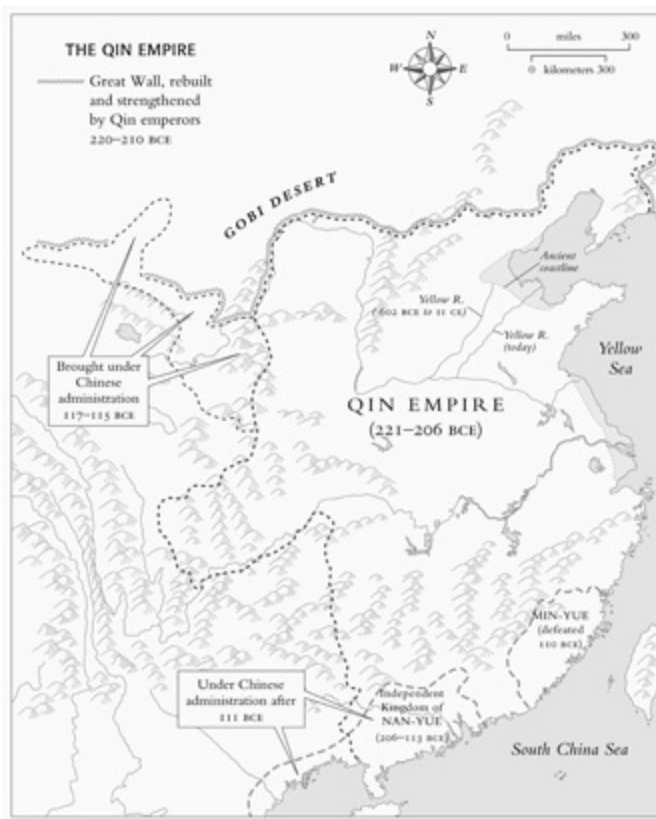 THE QIN EMPIRE
Great Wall, rebuilt
and strengthened
by Qin emperors
220–210 BCE
N
W
E
S
0 miles 300
0 kilometers 300
GOBI DESERT
Ancient
coastline
Yellow R.
(602 BCE to 11 CE)
Yellow R.
(today)
Yellow
Sea
Brought under
Chinese
administration
117–115 BCE
QIN EMPIRE
(221–206 BCE)
MIN-YUE
(defeated
110 BCE)
Under Chinese
administration after
111 BCE
Independent
Kingdom of
NAN-YUE
(206–113 BCE)
South China Sea